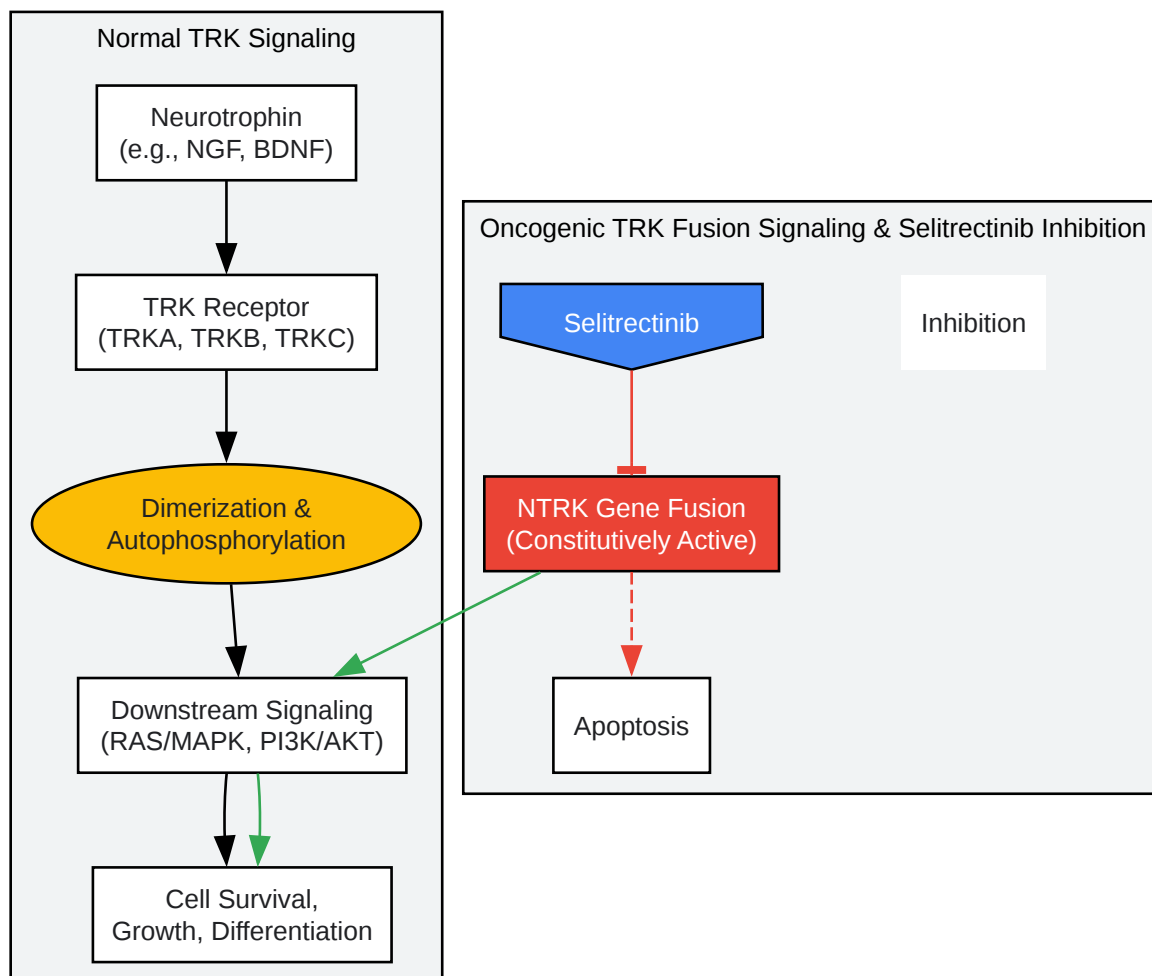 Normal TRK Signaling
Neurotrophin
(e.g., NGF, BDNF)
TRK Receptor
(TRKA, TRKB, TRKC)
Dimerization &
Autophosphorylation
Downstream Signaling
(RAS/MAPK, PI3K/AKT)
Cell Survival,
Growth, Differentiation
Oncogenic TRK Fusion Signaling & Selitrectinib Inhibition
Selitrectinib
Inhibition
NTRK Gene Fusion
(Constitutively Active)
Apoptosis